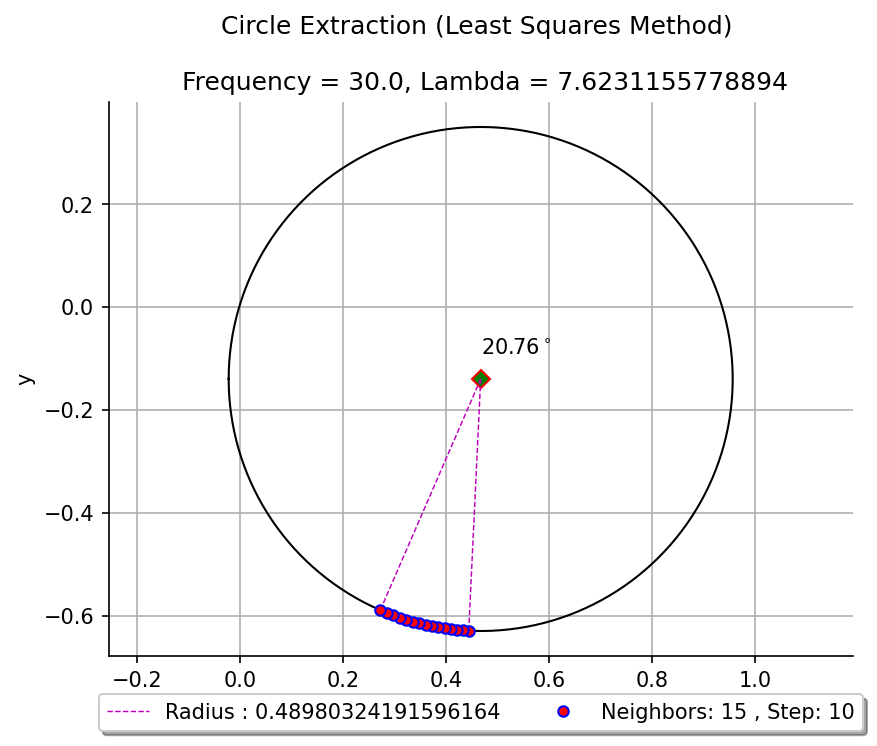 Circle Extraction (Least Squares Method)
Frequency = 30.0, Lambda = 7.6231155778894
0.2
0.0
−0.2
−0.4
−0.6
y
20.76°
−0.2 0.0 0.2 0.4 0.6 0.8 1.0
Radius : 0.48980324191596164 Neighbors: 15 , Step: 10